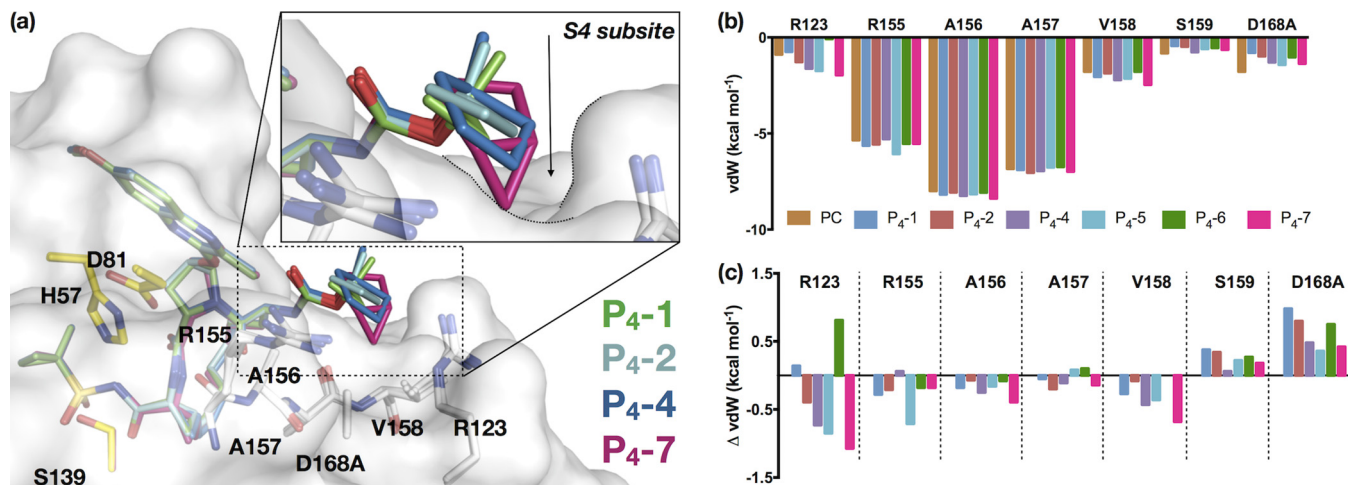 (a)
S4 subsite
D81
H57
R155
A156
A157
S139
D168A
V158
R123
P₄-1
P₄-2
P₄-4
P₄-7
(b)
R123 R155 A156 A157 V158 S159 D168A
vdW (kcal mol⁻¹)
0
-5
-10
PC P₄-1 P₄-2 P₄-4 P₄-5 P₄-6 P₄-7
(c)
R123 R155 A156 A157 V158 S159 D168A
Δ vdW (kcal mol⁻¹)
1.5
0.5
-0.5
-1.5